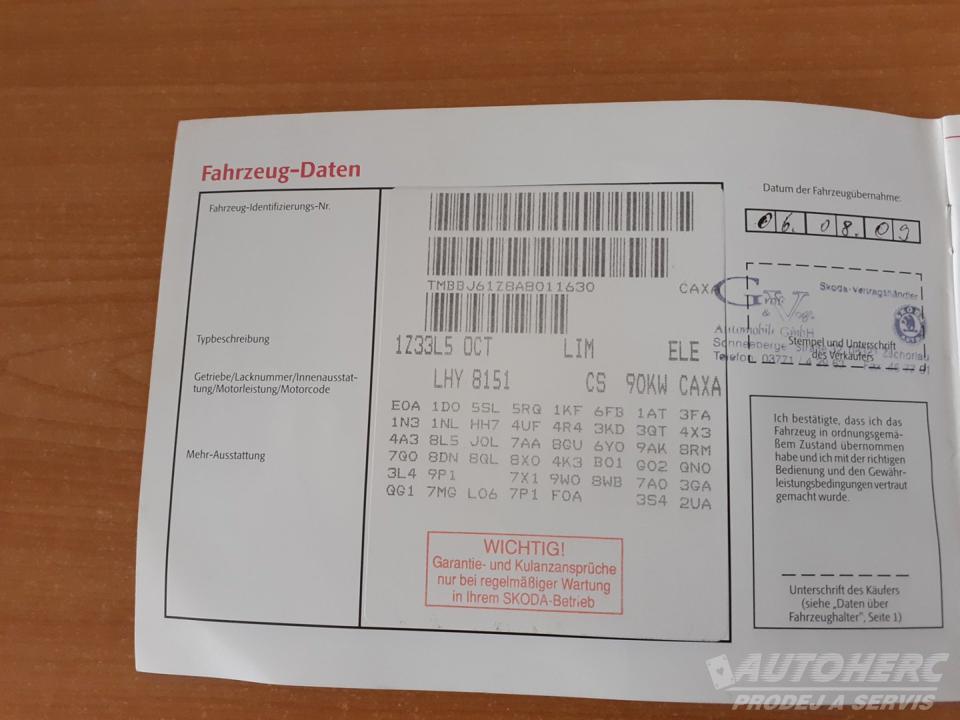 Fahrzeug-Daten
Fahrzeug-Identifizierungs-Nr.
TMBBJ61Z8A8011630 CAXA
Typbeschreibung
1Z33L5 OCT LIM ELE
Getriebe/Lacknummer/Innenausstat-
tung/Motorleistung/Motorcode
LHY 8151 CS 90KW CAXA
Mehr-Ausstattung
E0A 1D0 5SL 5RQ 1KF 6FB 1AT 3FA
1N3 1NL HH7 4UF 4R4 3KD 3QT 4X3
4A3 8L5 J0L 7AA 8GU 6Y0 9AK 8RM
7Q0 8DN 8QL 8X0 4K3 B01 G02 QN0
3L4 9P1 7X1 9W0 8WB 7A0 3GA
QG1 7MG L06 7P1 F0A 3S4 2UA
WICHTIG!
Garantie- und Kulanzansprüche
nur bei regelmäßiger Wartung
in Ihrem SKODA-Betrieb
Datum der Fahrzeugübernahme:
06. 08. 09
Skoda-Vertragshändler
&
Automobile GmbH
Stempel und Unterschrift
des Verkäufers
Telefon 03771
Ich bestätige, dass ich das
Fahrzeug in ordnungsgemä-
ßem Zustand übernommen
habe und ich mit der richtigen
Bedienung und den Gewähr-
leistungsbedingungen vertraut
gemacht wurde.
Unterschrift des Käufers
(siehe „Daten über
Fahrzeughalter", Seite 1)
AUTOHERC
PRODEJ A SERVIS